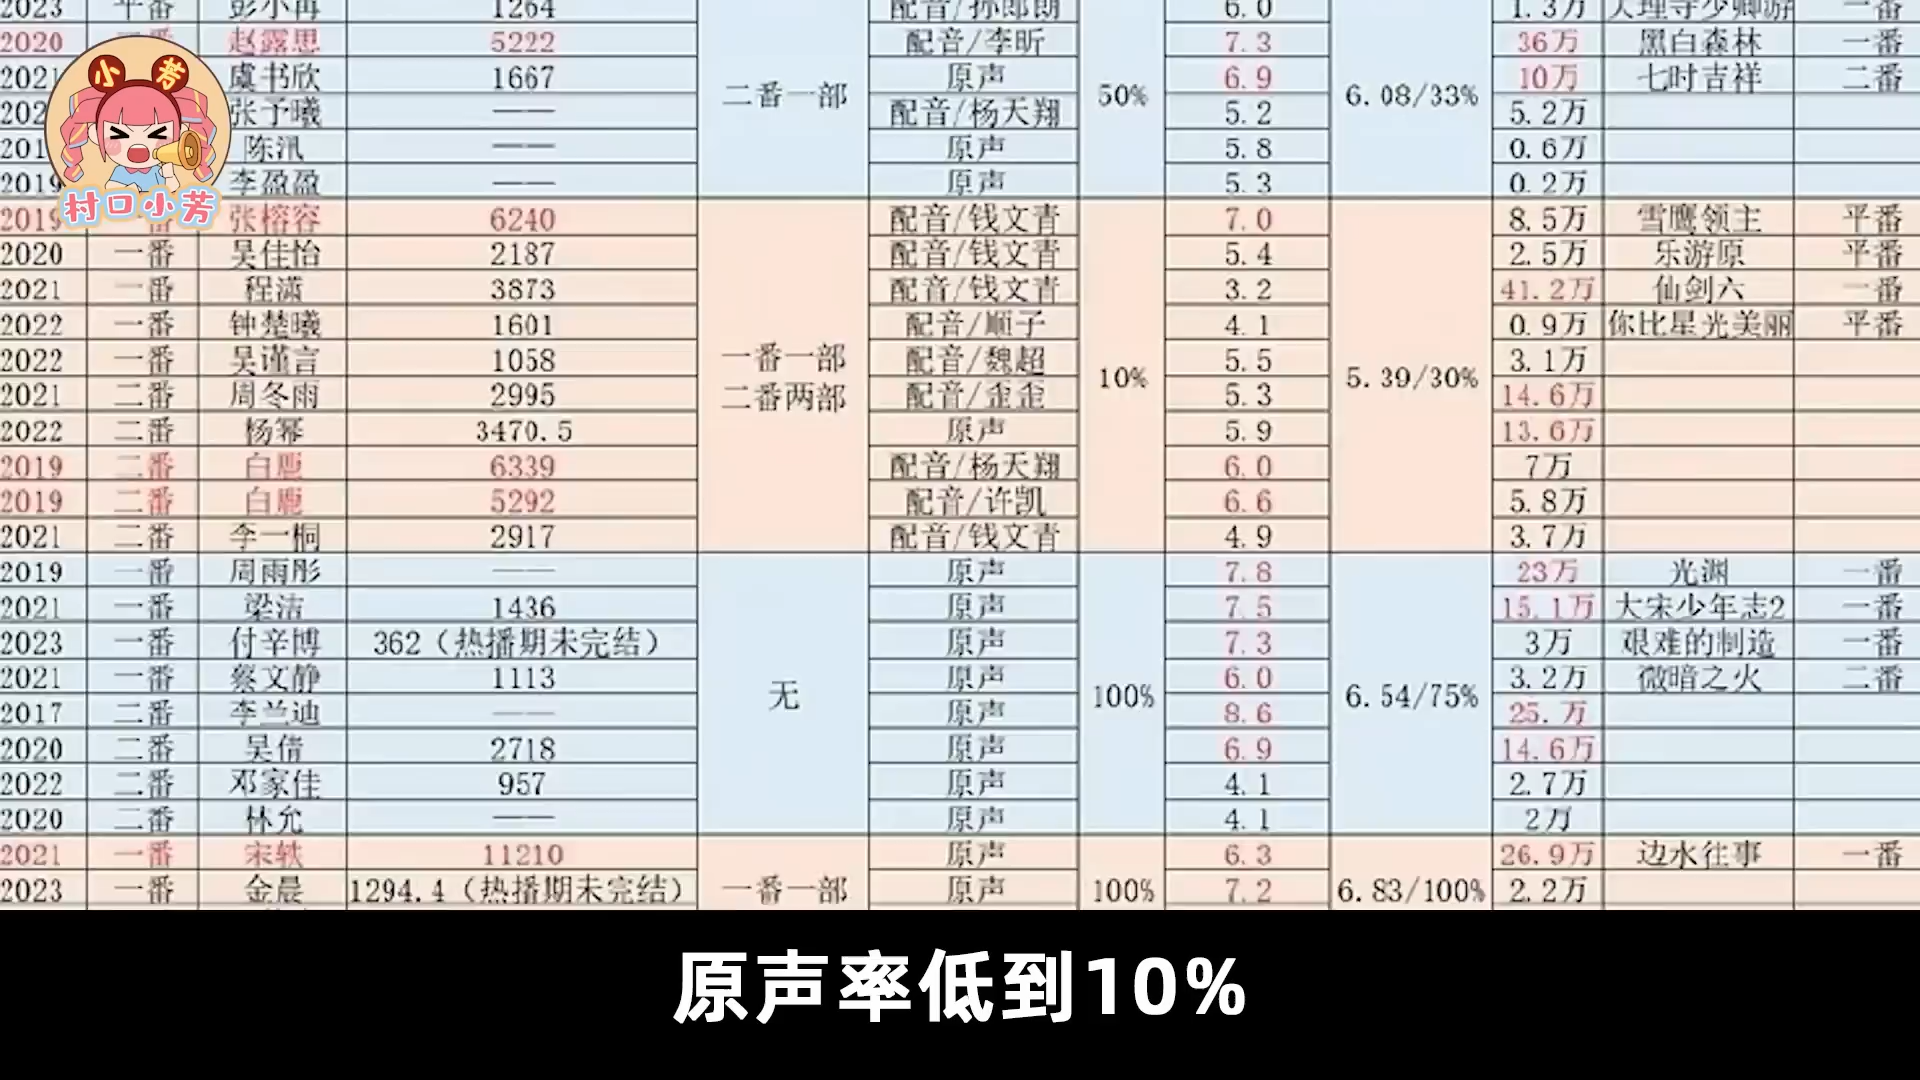 2023 平番 彭小苒 1264 配音/孙郎朗 6.0 1.3万 大理寺少卿游 一番
2020 赵露思 5222 配音/李昕 7.3 36万 黑白森林 一番
2021 虞书欣 1667 原声 6.9 10万 七时吉祥 二番
二番一部 50% 6.08/33%
202 张予曦 —— 配音/杨天翔 5.2 5.2万
201 陈汛 —— 原声 5.8 0.6万
2019 李盈盈 —— 原声 5.3 0.2万
2019 一番 张榕容 6240 配音/钱文青 7.0 8.5万 雪鹰领主 平番
2020 一番 吴佳怡 2187 配音/钱文青 5.4 2.5万 乐游原 平番
2021 一番 程潇 3873 配音/钱文青 3.2 41.2万 仙剑六 一番
2022 一番 钟楚曦 1601 配音/顺子 4.1 0.9万 你比星光美丽 平番
2022 一番 吴谨言 1058 一番一部 配音/魏超 5.5 3.1万
10% 5.39/30%
2021 二番 周冬雨 2995 二番两部 配音/歪歪 5.3 14.6万
2022 二番 杨幂 3470.5 原声 5.9 13.6万
2019 二番 白鹿 6339 配音/杨天翔 6.0 7万
2019 二番 白鹿 5292 配音/许凯 6.6 5.8万
2021 二番 李一桐 2917 配音/钱文青 4.9 3.7万
2019 一番 周雨彤 —— 原声 7.8 23万 光渊 一番
2021 一番 梁洁 1436 原声 7.5 15.1万 大宋少年志2 一番
2023 一番 付辛博 362（热播期未完结） 原声 7.3 3万 艰难的制造 一番
2021 一番 蔡文静 1113 原声 6.0 3.2万 微暗之火 二番
无 100% 6.54/75%
2017 二番 李兰迪 —— 原声 8.6 25.万
2020 二番 吴倩 2718 原声 6.9 14.6万
2022 二番 邓家佳 957 原声 4.1 2.7万
2020 二番 林允 —— 原声 4.1 2万
2021 一番 宋轶 11210 原声 6.3 26.9万 边水往事 一番
2023 一番 金晨 1294.4（热播期未完结） 一番一部 原声 100% 7.2 6.83/100% 2.2万
小芳
村口小芳
原声率低到10%